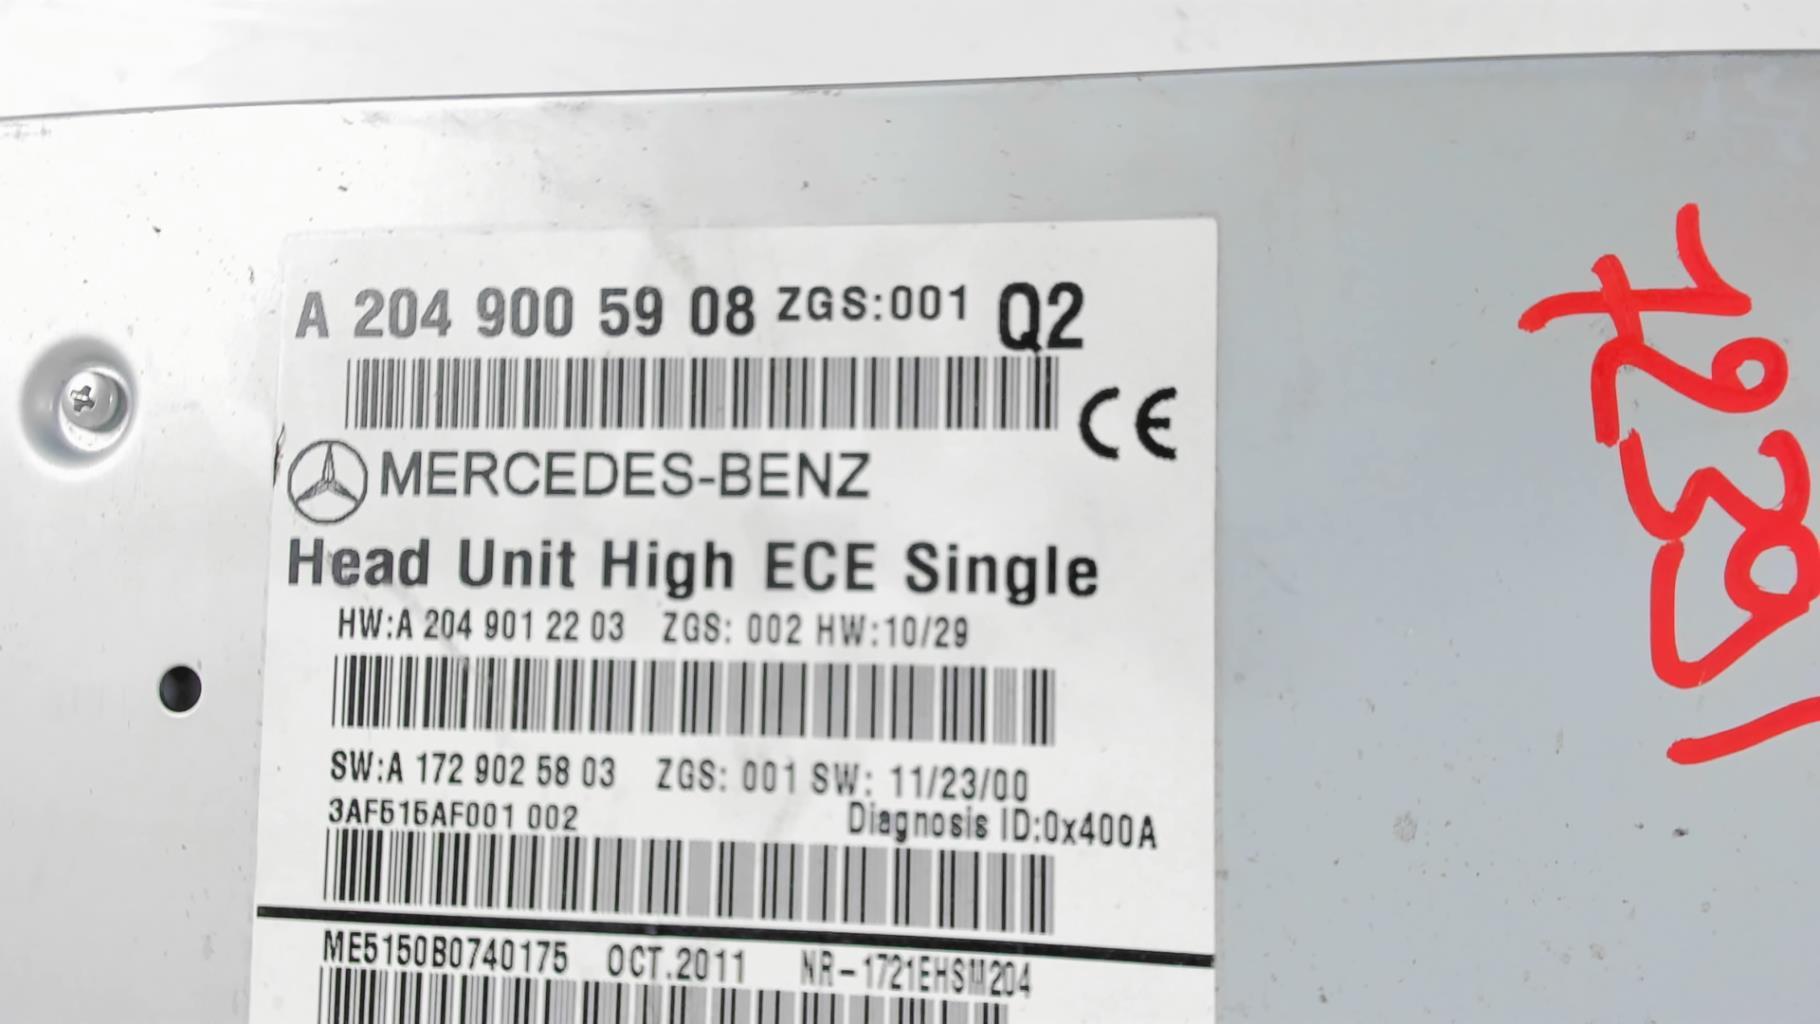 A 204 900 59 08 ZGS:001 Q2
CE
MERCEDES-BENZ
Head Unit High ECE Single
HW:A 204 901 22 03 ZGS: 002 HW:10/29
SW:A 172 902 58 03 ZGS: 001 SW: 11/23/00
3AF515AF001 002 Diagnosis ID:0x400A
ME5150B0740175 OCT.2011 NR-1721EHSM204